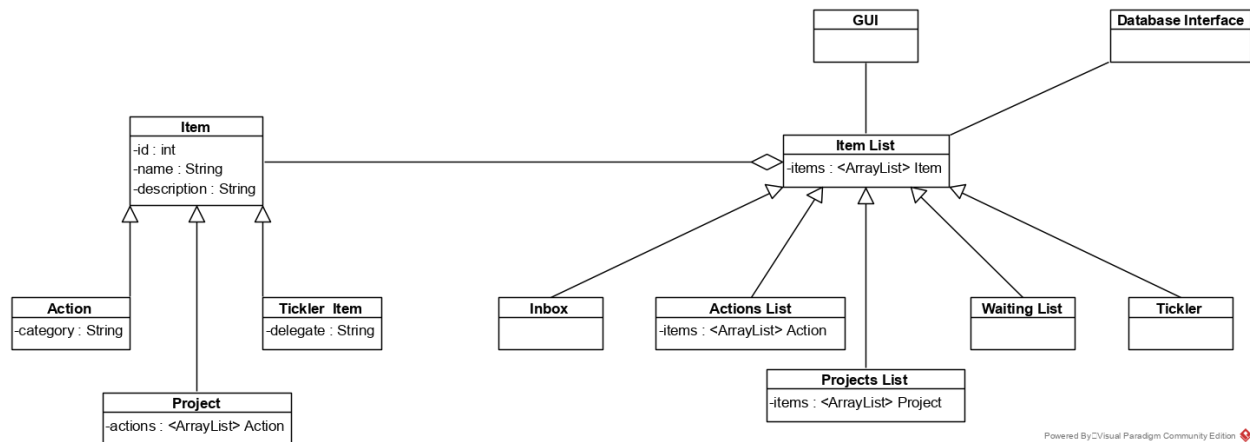 GUI
Database Interface
Item
-id : int
-name : String
-description : String
Item List
-items : <ArrayList> Item
Action
-category : String
Tickler Item
-delegate : String
Inbox
Actions List
-items : <ArrayList> Action
Waiting List
Tickler
Project
-actions : <ArrayList> Action
Projects List
-items : <ArrayList> Project
Powered By Visual Paradigm Community Edition